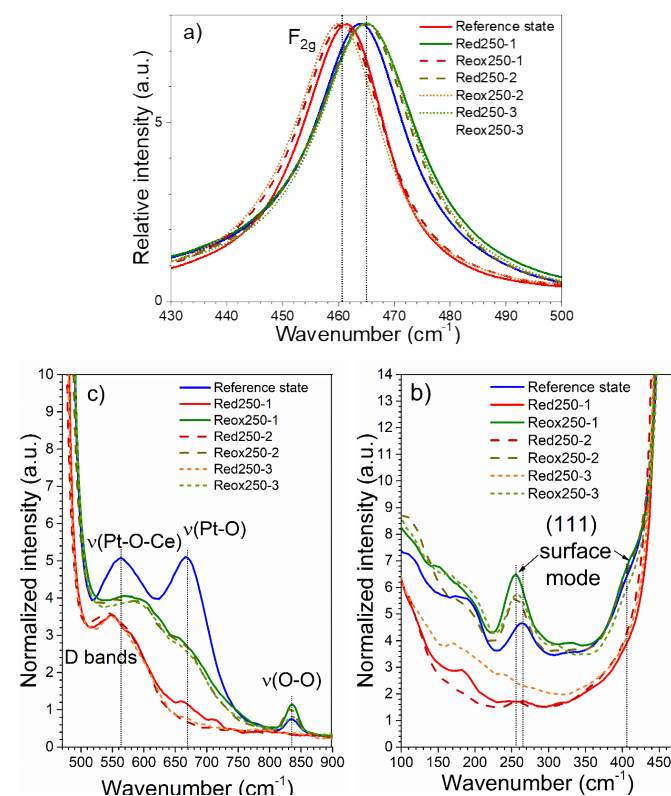 a)
F2g
Reference state
Red250-1
Reox250-1
Red250-2
Reox250-2
Red250-3
Reox250-3
Relative intensity (a.u.)
5
0
430 440 450 460 470 480 490 500
Wavenumber (cm-1)
c)
Reference state
Red250-1
Reox250-1
Red250-2
Reox250-2
Red250-3
Reox250-3
ν(Pt-O-Ce)
ν(Pt-O)
D bands
ν(O-O)
Normalized intensity (a.u.)
10
9
8
7
6
5
4
3
2
1
0
500 550 600 650 700 750 800 850 900
Wavenumber (cm-1)
b)
Reference state
Red250-1
Reox250-1
Red250-2
Reox250-2
Red250-3
Reox250-3
(111)
surface
mode
Normalized intensity (a.u.)
14
13
12
11
10
9
8
7
6
5
4
3
2
1
0
100 150 200 250 300 350 400 450
Wavenumber (cm-1)